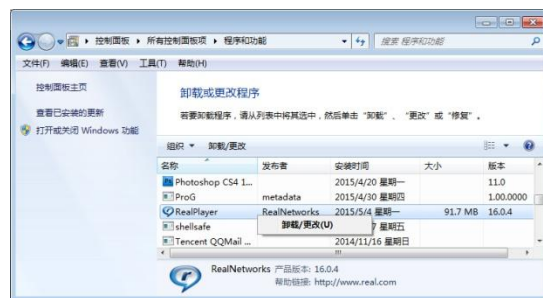 控制面板 ▸ 所有控制面板项 ▸ 程序和功能
搜索 程序和功能
文件(F) 编辑(E) 查看(V) 工具(T) 帮助(H)
控制面板主页
查看已安装的更新
打开或关闭 Windows 功能
卸载或更改程序
若要卸载程序，请从列表中将其选中，然后单击“卸载”、“更改”或“修复”。
组织 卸载/更改
名称 发布者 安装时间 大小 版本
Photoshop CS4 1... 2015/4/20 星期一 11.0
ProG metadata 2015/4/30 星期四 1.00.0000
RealPlayer RealNetworks 2015/5/4 星期一 91.7 MB 16.0.4
shellsafe 7 星期五
卸载/更改(U)
Tencent QQMail ... 2014/11/16 星期日
RealNetworks 产品版本: 16.0.4
帮助链接: http://www.real.com